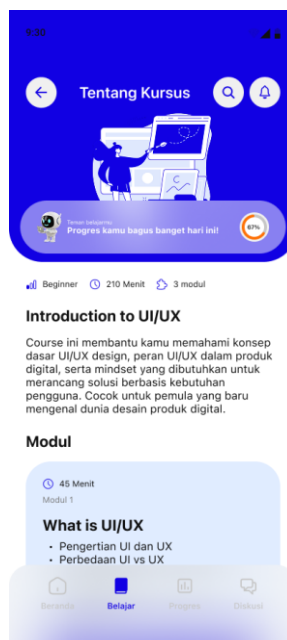 9:30
Tentang Kursus
Teman belajarmu
Progres kamu bagus banget hari ini!
67%
Beginner
210 Menit
3 modul
Introduction to UI/UX
Course ini membantu kamu memahami konsep
dasar UI/UX design, peran UI/UX dalam produk
digital, serta mindset yang dibutuhkan untuk
merancang solusi berbasis kebutuhan
pengguna. Cocok untuk pemula yang baru
mengenal dunia desain produk digital.
Modul
45 Menit
Modul 1
What is UI/UX
• Pengertian UI dan UX
• Perbedaan UI vs UX
Beranda
Belajar
Progres
Diskusi